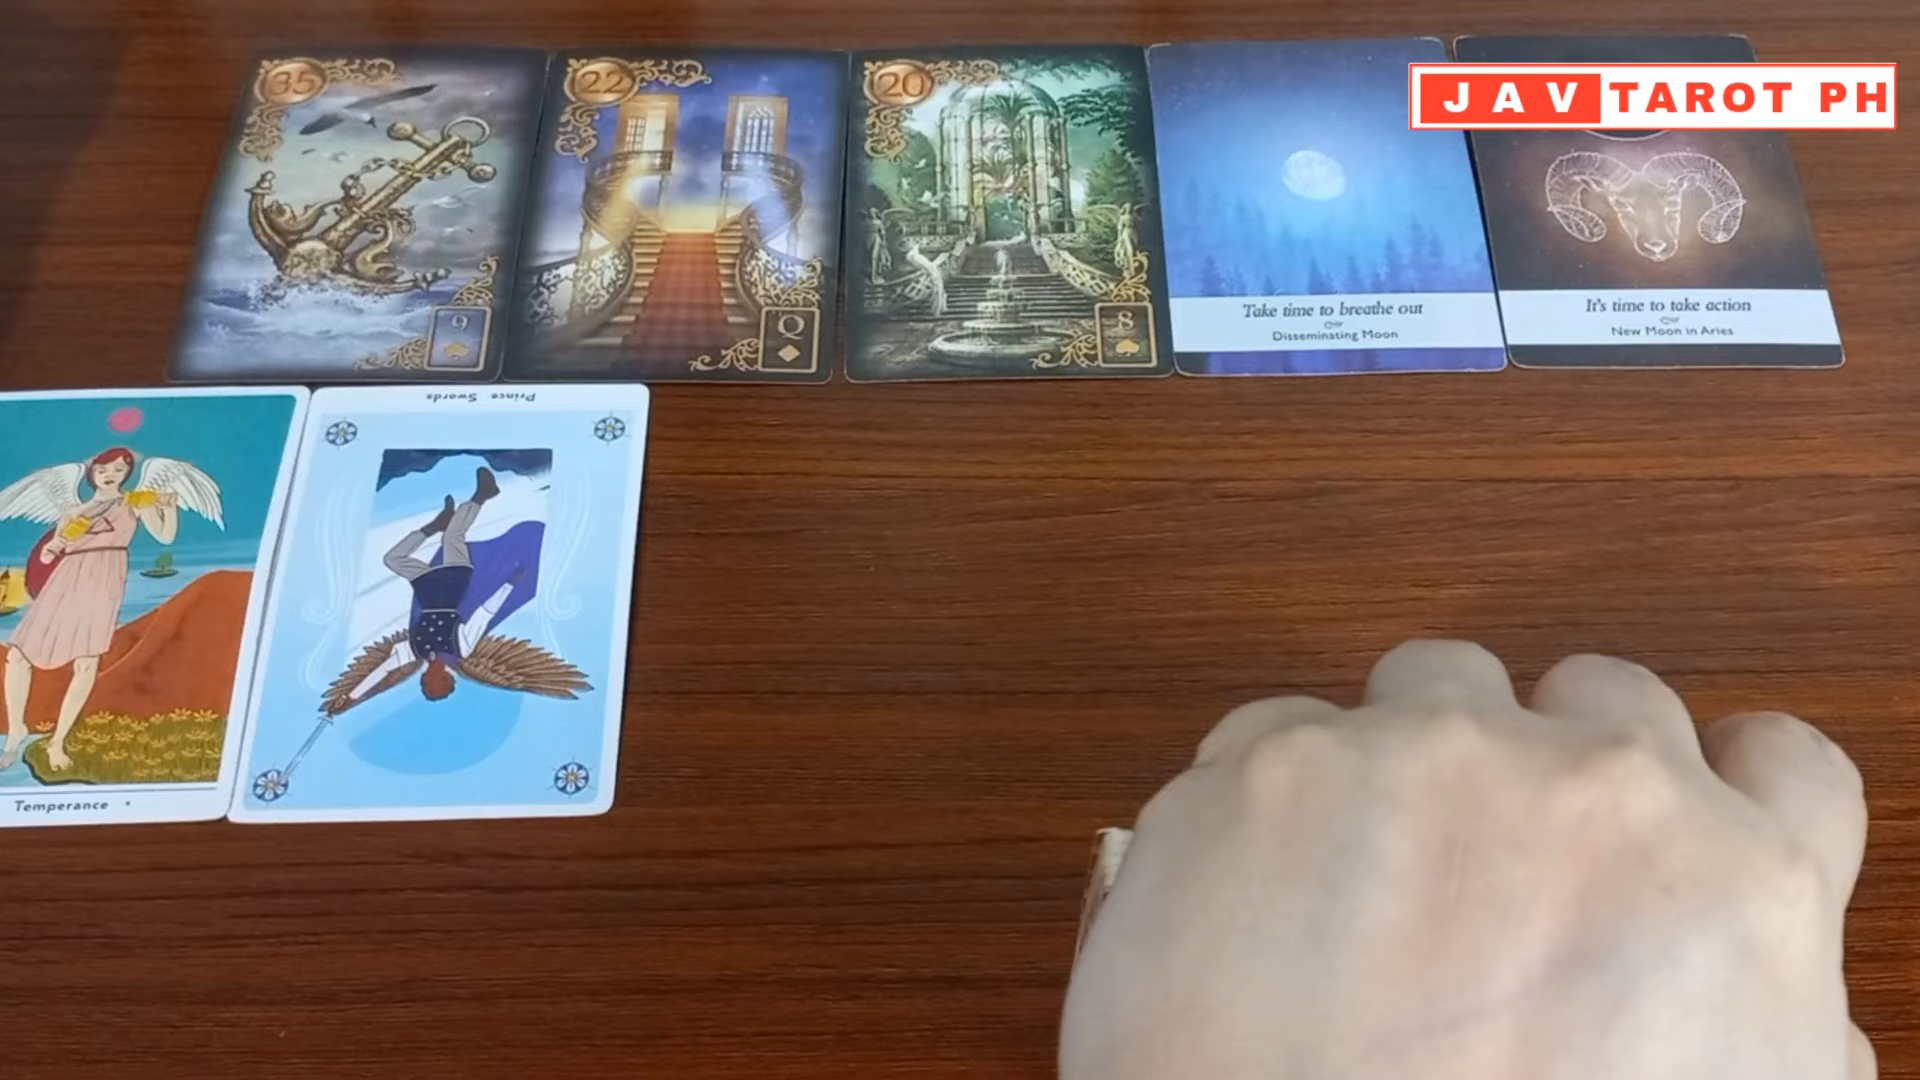 35
22
20
JAV TAROT PH
9
Q
8
Take time to breathe out
Disseminating Moon
It's time to take action
New Moon in Aries
Prince Swords
Temperance